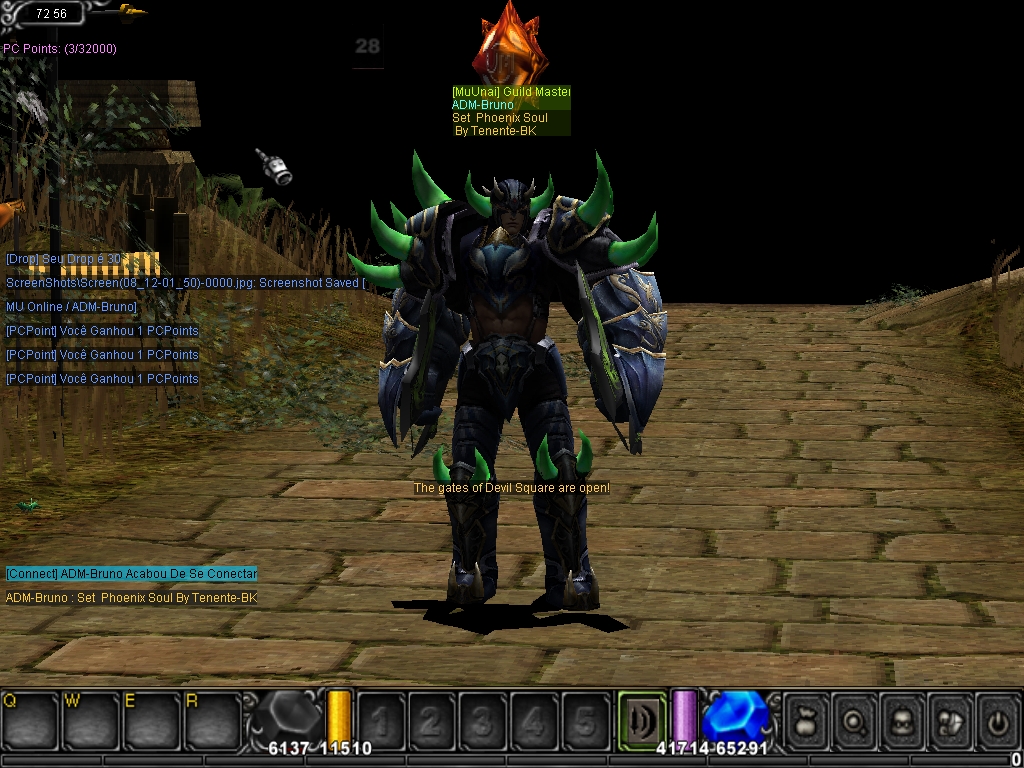 72 56
PC Points: (3/32000)
28
[MuUnai] Guild Master
ADM-Bruno
Set Phoenix Soul
By Tenente-BK
[Drop] Seu Drop é 30
ScreenShots\Screen(08_12-01_50)-0000.jpg: Screenshot Saved [
MU Online / ADM-Bruno]
[PCPoint] Você Ganhou 1 PCPoints
[PCPoint] Você Ganhou 1 PCPoints
[PCPoint] Você Ganhou 1 PCPoints
The gates of Devil Square are open!
[Connect] ADM-Bruno Acabou De Se Conectar
ADM-Bruno : Set Phoenix Soul By Tenente-BK
Q W E R 1 2 3 4 5
6137 11510 41714 65291
0